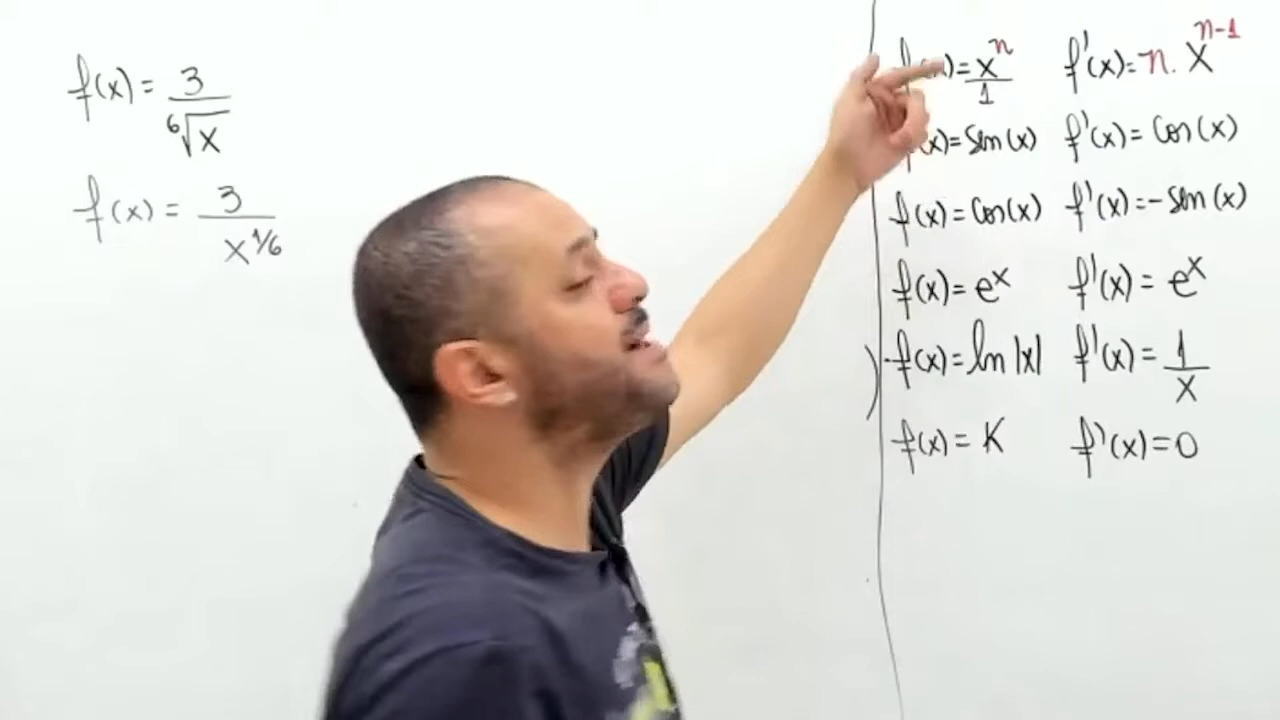 f(x) = 3/⁶√x
f(x) = 3/x^1/6
x) = x^n/1 f'(x) = n. x^n-1
(x) = Sen(x) f'(x) = Cos(x)
f(x) = Cos(x) f'(x) = -Sen(x)
f(x) = e^x f'(x) = e^x
f(x) = ln|x| f'(x) = 1/x
f(x) = K f'(x) = 0